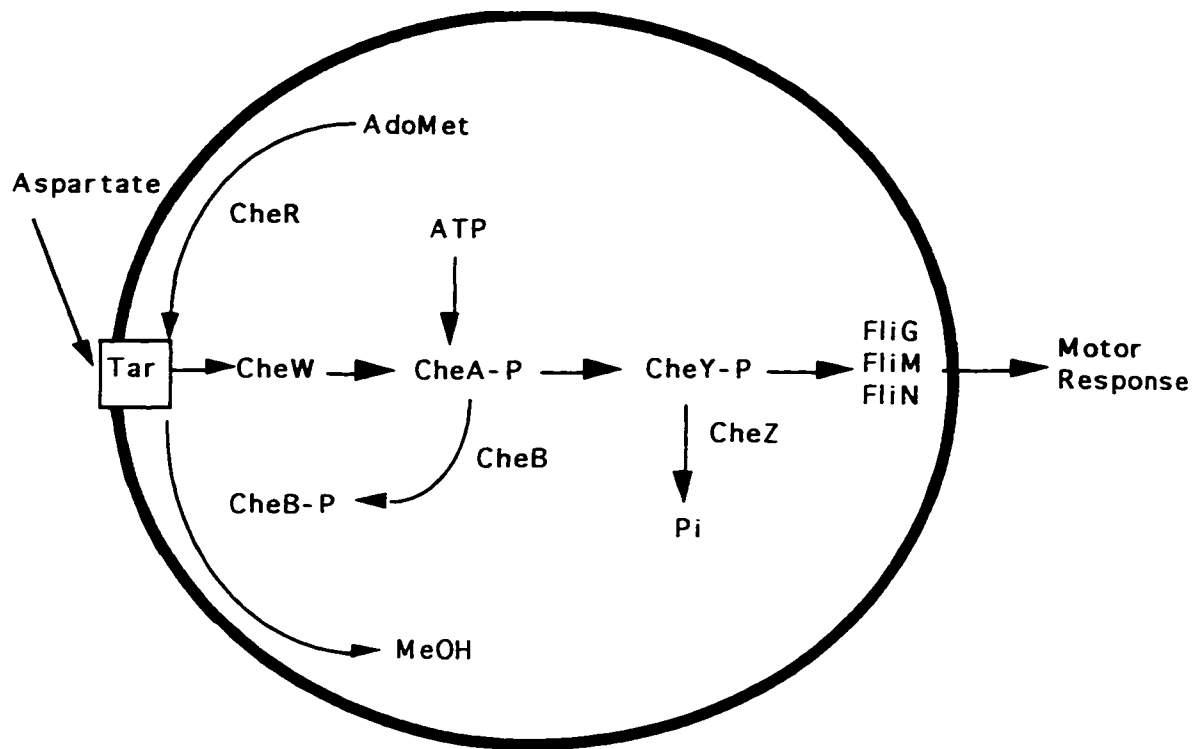 AdoMet
Aspartate
CheR
ATP
Tar
CheW
CheA-P
CheY-P
FliG
FliM
FliN
Motor
Response
CheB
CheZ
CheB-P
Pi
MeOH